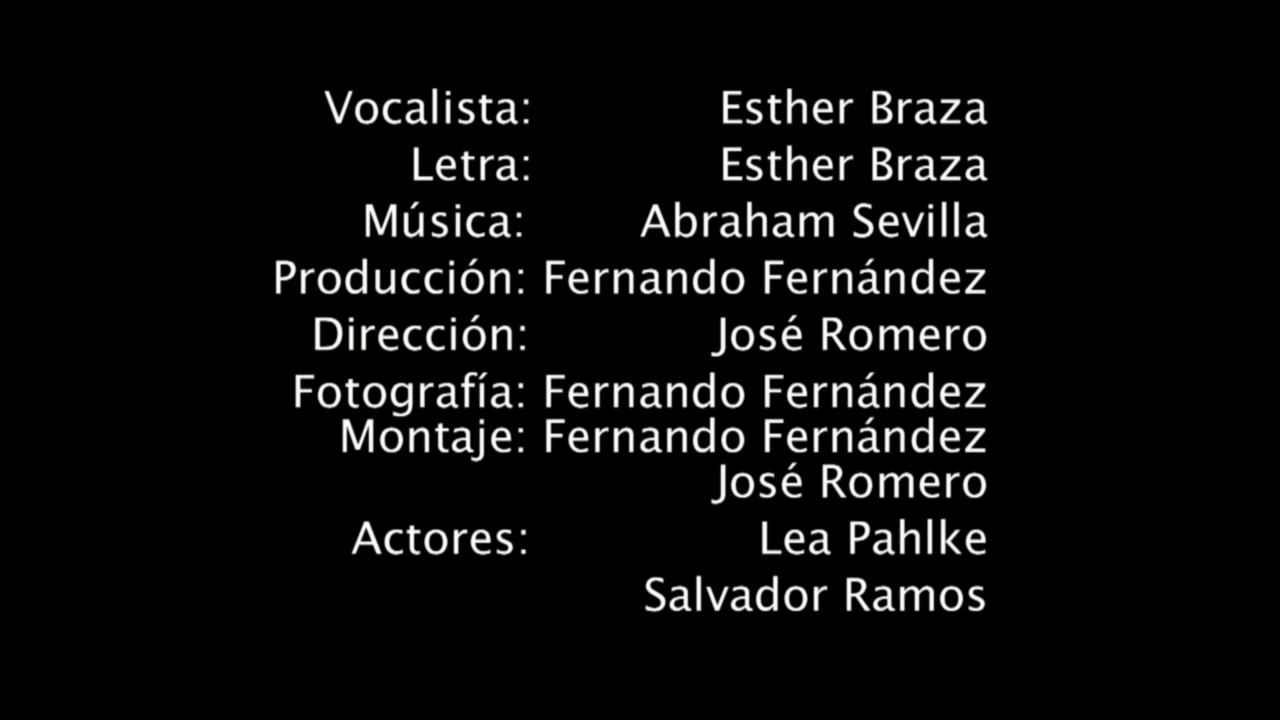 Vocalista: Esther Braza
Letra: Esther Braza
Música: Abraham Sevilla
Producción: Fernando Fernández
Dirección: José Romero
Fotografía: Fernando Fernández
Montaje: Fernando Fernández
José Romero
Actores: Lea Pahlke
Salvador Ramos